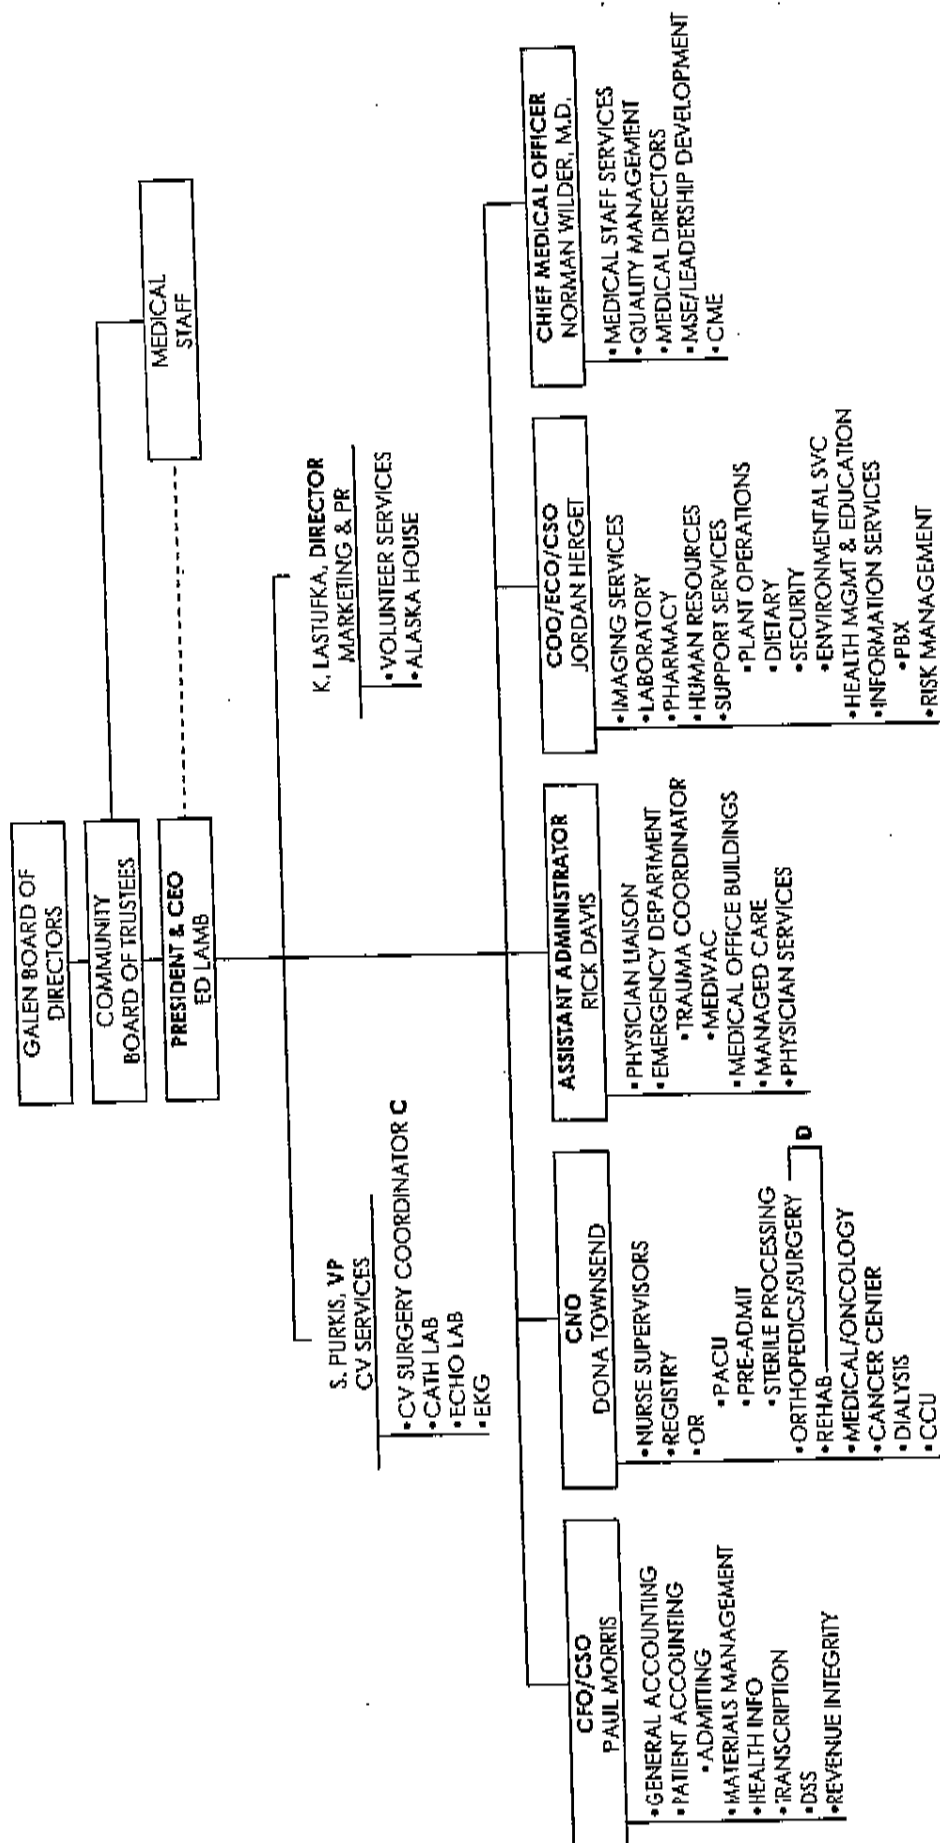 GALEN BOARD OF
DIRECTORS
COMMUNITY
BOARD OF TRUSTEES
PRESIDENT & CEO
ED LAMB
MEDICAL
STAFF
S. PURKIS, VP
CV SERVICES
•CV SURGERY COORDINATOR C
•CATH LAB
•ECHO LAB
•EKG
K. LASTUFKA, DIRECTOR
MARKETING & PR
•VOLUNTEER SERVICES
•ALASKA HOUSE
CFO/CSO
PAUL MORRIS
•GENERAL ACCOUNTING
•PATIENT ACCOUNTING
•ADMITTING
•MATERIALS MANAGEMENT
•HEALTH INFO
•TRANSCRIPTION
•DSS
•REVENUE INTEGRITY
CNO
DONA TOWNSEND
•NURSE SUPERVISORS
•REGISTRY
•OR
•PACU
•PRE-ADMIT
•STERILE PROCESSING
•ORTHOPEDICS/SURGERY
•REHAB
D
•MEDICAL/ONCOLOGY
•CANCER CENTER
•DIALYSIS
•CCU
ASSISTANT ADMINISTRATOR
RICK DAVIS
•PHYSICIAN LIAISON
•EMERGENCY DEPARTMENT
•TRAUMA COORDINATOR
•MEDIVAC
•MEDICAL OFFICE BUILDINGS
•MANAGED CARE
•PHYSICIAN SERVICES
COO/ECO/CSO
JORDAN HERGET
•IMAGING SERVICES
•LABORATORY
•PHARMACY
•HUMAN RESOURCES
•SUPPORT SERVICES
•PLANT OPERATIONS
•DIETARY
•SECURITY
•ENVIRONMENTAL SVC
•HEALTH MGMT & EDUCATION
•INFORMATION SERVICES
•PBX
•RISK MANAGEMENT
CHIEF MEDICAL OFFICER
NORMAN WILDER, M.D.
•MEDICAL STAFF SERVICES
•QUALITY MANAGEMENT
•MEDICAL DIRECTORS
•MSE/LEADERSHIP DEVELOPMENT
•CME